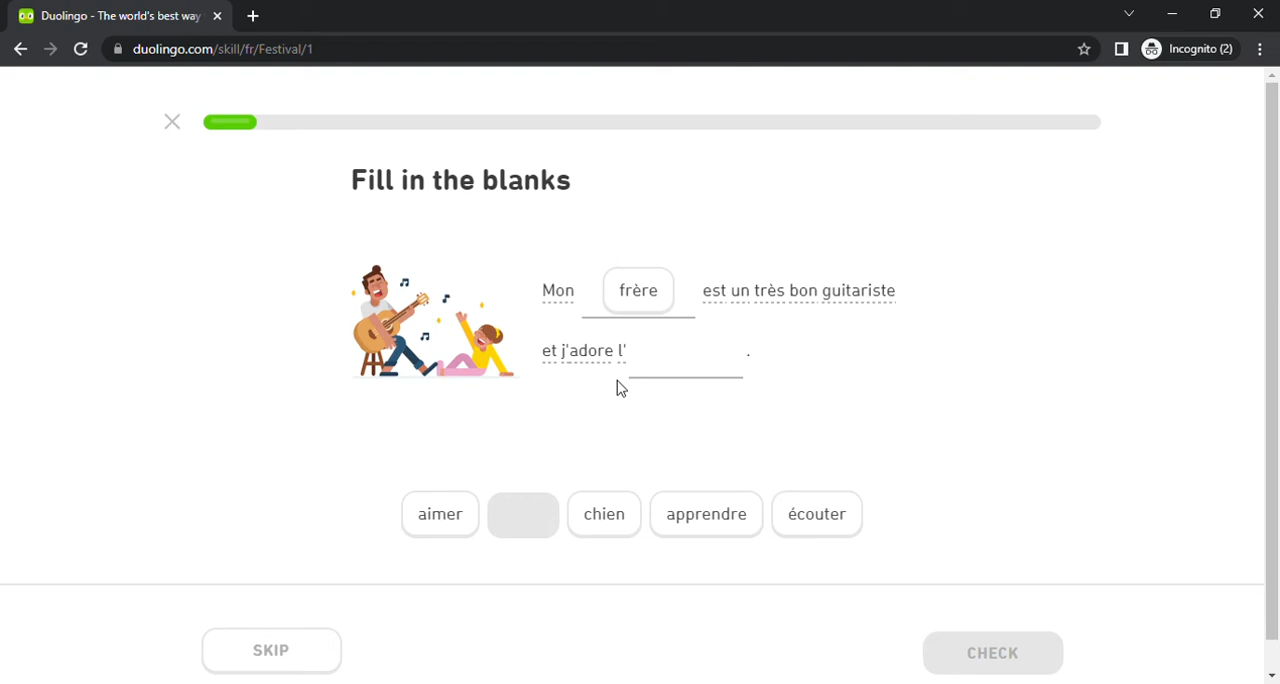 Duolingo - The world's best way
duolingo.com/skill/fr/Festival/1
Incognito (2)
Fill in the blanks
Mon frère est un très bon guitariste
et j'adore l' .
aimer chien apprendre écouter
SKIP CHECK